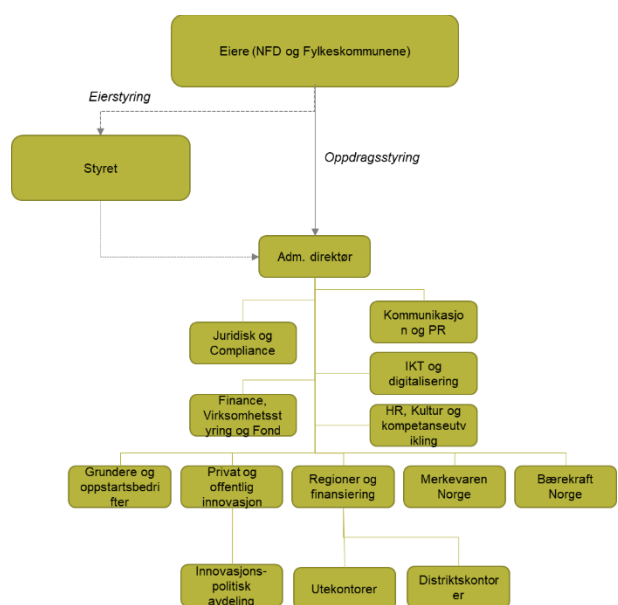 Eiere (NFD og Fylkeskommunene)
Eierstyring
Oppdragsstyring
Styret
Adm. direktør
Juridisk og
Compliance
Kommunikasjo
n og PR
IKT og
digitalisering
Finance,
Virksomhetsst
yring og Fond
HR, Kultur og
kompetanseutv
ikling
Grundere og
oppstartsbedri
fter
Privat og
offentlig
innovasjon
Regioner og
finansiering
Merkevaren
Norge
Bærekraft
Norge
Innovasjons-
politisk
avdeling
Utekontorer
Distriktskontor
er